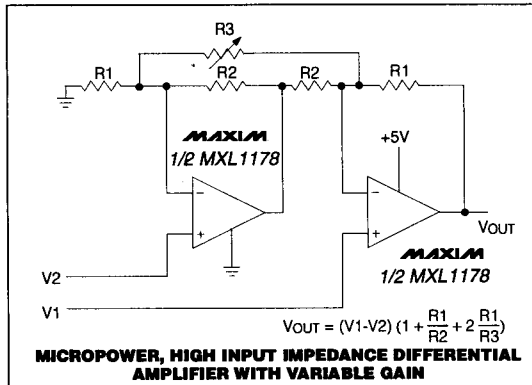 R3
R1
R2
R2
R1
MAXIM
1/2 MXL1178
+5V
−
+
−
+
VOUT
MAXIM
1/2 MXL1178
V2
V1
VOUT = (V1-V2) (1 + R1/R2 + 2 R1/R3)
MICROPOWER, HIGH INPUT IMPEDANCE DIFFERENTIAL
AMPLIFIER WITH VARIABLE GAIN